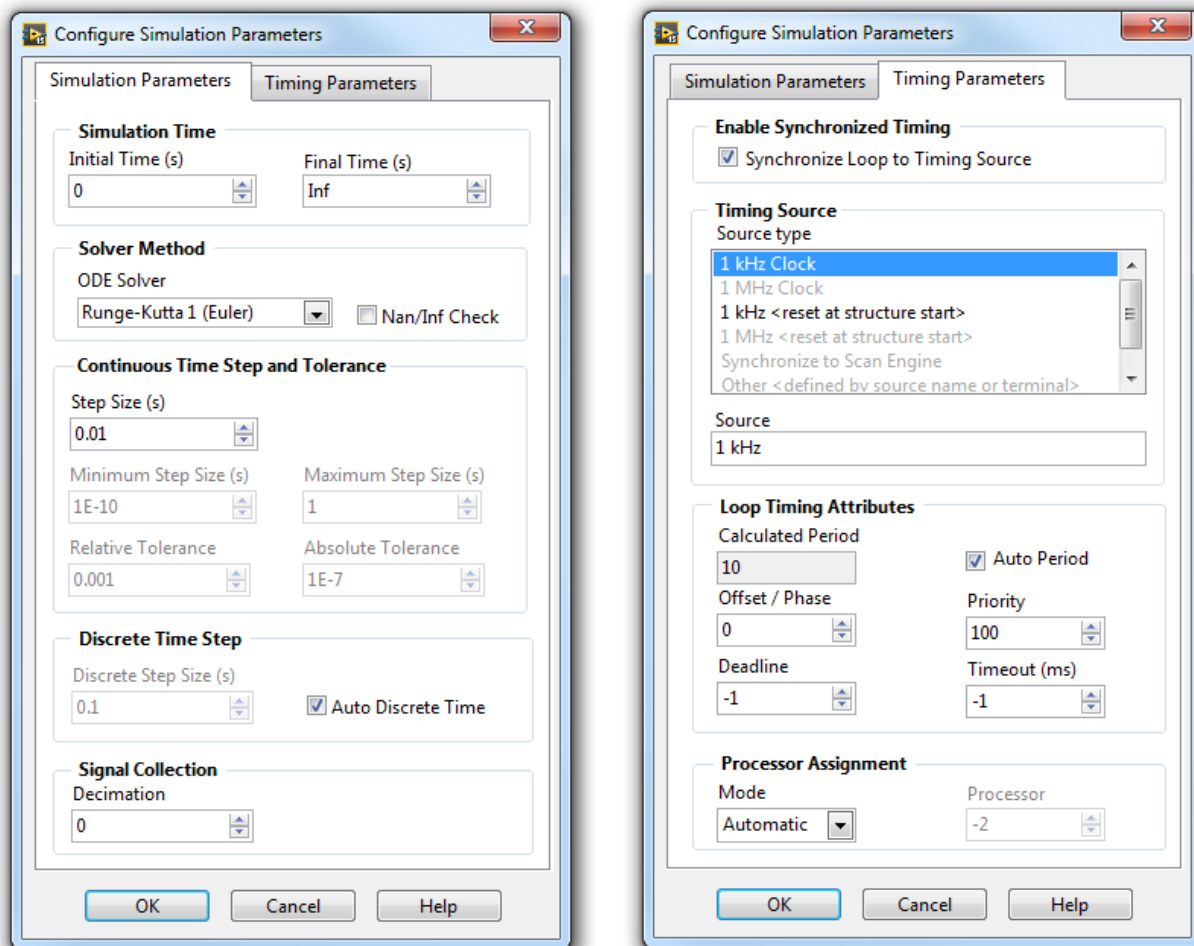 Configure Simulation Parameters
Simulation Parameters Timing Parameters
Simulation Time
Initial Time (s) Final Time (s)
0 Inf
Solver Method
ODE Solver
Runge-Kutta 1 (Euler) Nan/Inf Check
Continuous Time Step and Tolerance
Step Size (s)
0.01
Minimum Step Size (s) Maximum Step Size (s)
1E-10 1
Relative Tolerance Absolute Tolerance
0.001 1E-7
Discrete Time Step
Discrete Step Size (s)
0.1 Auto Discrete Time
Signal Collection
Decimation
0
OK Cancel Help
Configure Simulation Parameters
Simulation Parameters Timing Parameters
Enable Synchronized Timing
Synchronize Loop to Timing Source
Timing Source
Source type
1 kHz Clock
1 MHz Clock
1 kHz <reset at structure start>
1 MHz <reset at structure start>
Synchronize to Scan Engine
Other <defined by source name or terminal>
Source
1 kHz
Loop Timing Attributes
Calculated Period
10 Auto Period
Offset / Phase Priority
0 100
Deadline Timeout (ms)
-1 -1
Processor Assignment
Mode Processor
Automatic -2
OK Cancel Help